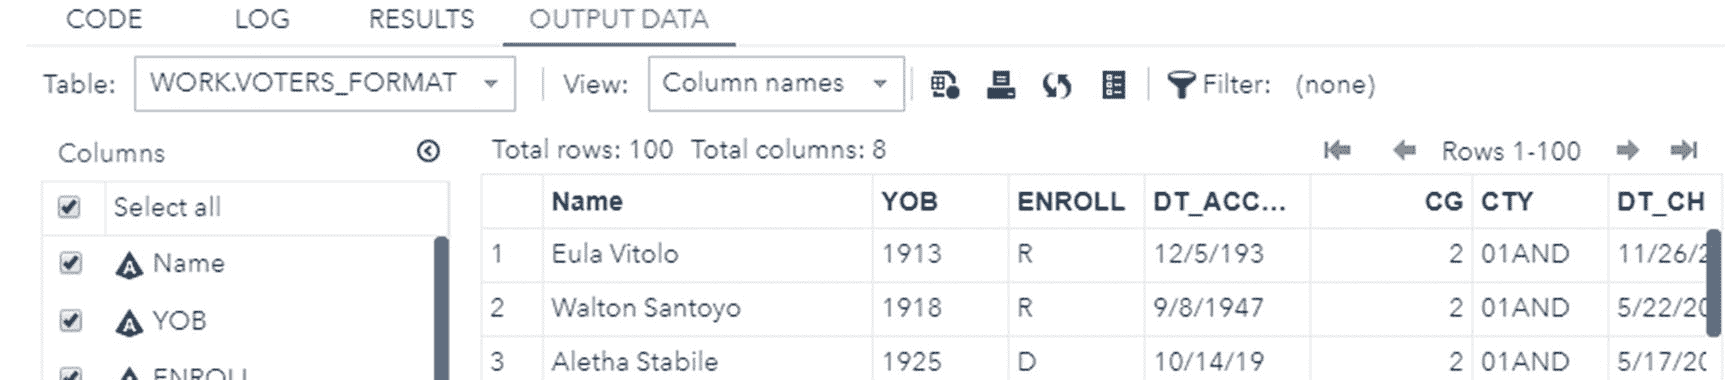 CODE LOG RESULTS OUTPUT DATA
Table: WORK.VOTERS_FORMAT View: Column names Filter: (none)
Columns
Select all
Name
YOB
ENROLL
Total rows: 100 Total columns: 8 Rows 1-100
Name YOB ENROLL DT_ACC... CG CTY DT_CH
1 Eula Vitolo 1913 R 12/5/193 2 01AND 11/26/2
2 Walton Santoyo 1918 R 9/8/1947 2 01AND 5/22/20
3 Aletha Stabile 1925 D 10/14/19 2 01AND 5/17/20